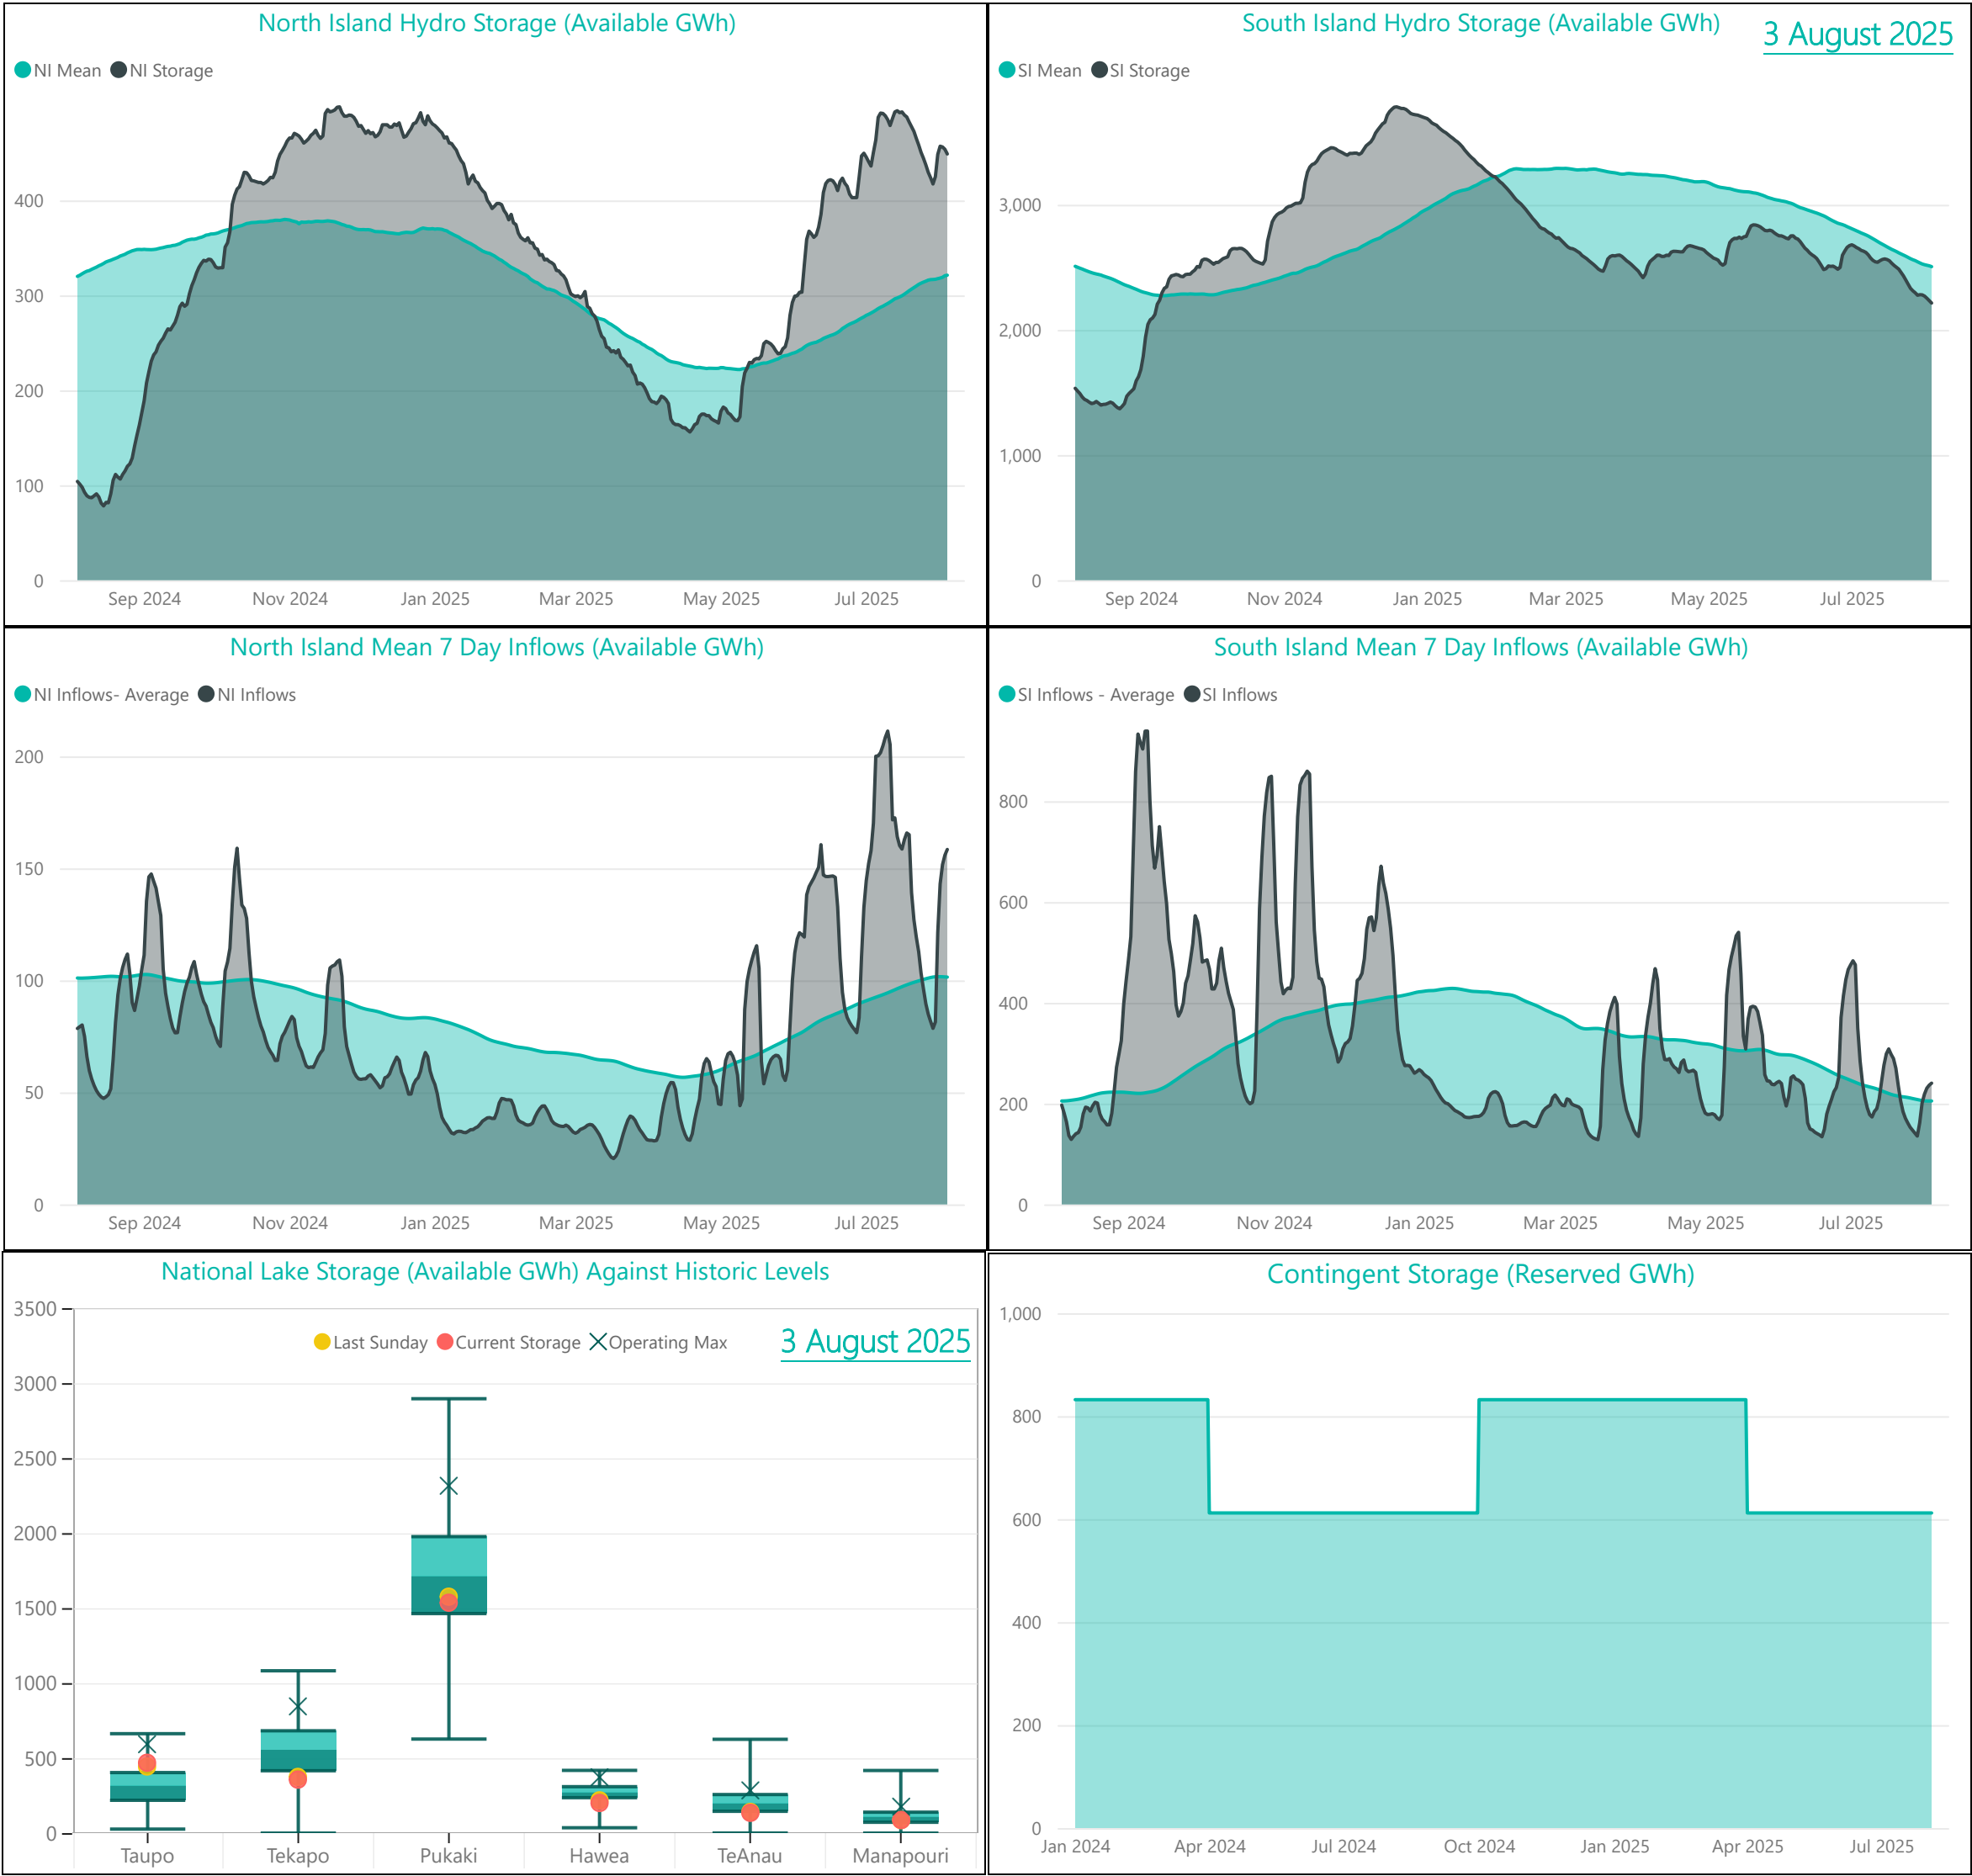 North Island Hydro Storage (Available GWh)
NI Mean NI Storage
400
300
200
100
0
Sep 2024 Nov 2024 Jan 2025 Mar 2025 May 2025 Jul 2025
South Island Hydro Storage (Available GWh)
3 August 2025
SI Mean SI Storage
3,000
2,000
1,000
0
Sep 2024 Nov 2024 Jan 2025 Mar 2025 May 2025 Jul 2025
North Island Mean 7 Day Inflows (Available GWh)
NI Inflows- Average NI Inflows
200
150
100
50
0
Sep 2024 Nov 2024 Jan 2025 Mar 2025 May 2025 Jul 2025
South Island Mean 7 Day Inflows (Available GWh)
SI Inflows - Average SI Inflows
800
600
400
200
0
Sep 2024 Nov 2024 Jan 2025 Mar 2025 May 2025 Jul 2025
National Lake Storage (Available GWh) Against Historic Levels
Last Sunday Current Storage Operating Max
3 August 2025
3500
3000
2500
2000
1500
1000
500
0
Taupo Tekapo Pukaki Hawea TeAnau Manapouri
Contingent Storage (Reserved GWh)
1,000
800
600
400
200
0
Jan 2024 Apr 2024 Jul 2024 Oct 2024 Jan 2025 Apr 2025 Jul 2025